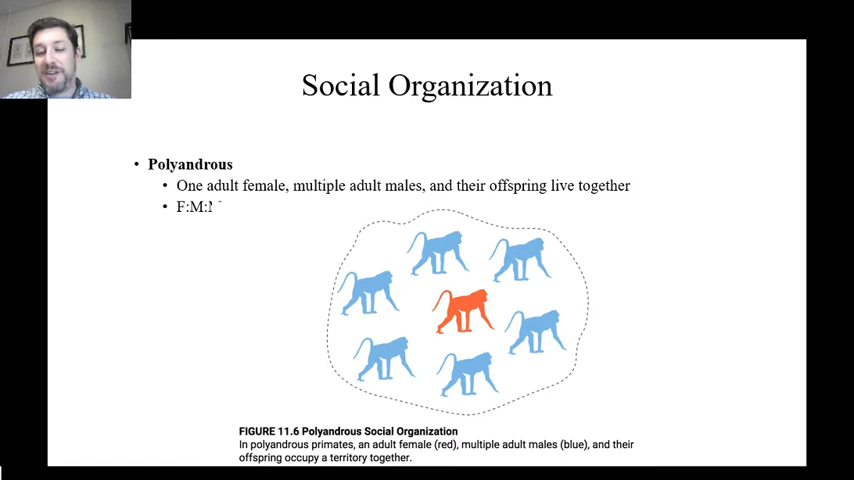 Social Organization
• Polyandrous
• One adult female, multiple adult males, and their offspring live together
• F:M:
FIGURE 11.6 Polyandrous Social Organization
In polyandrous primates, an adult female (red), multiple adult males (blue), and their
offspring occupy a territory together.